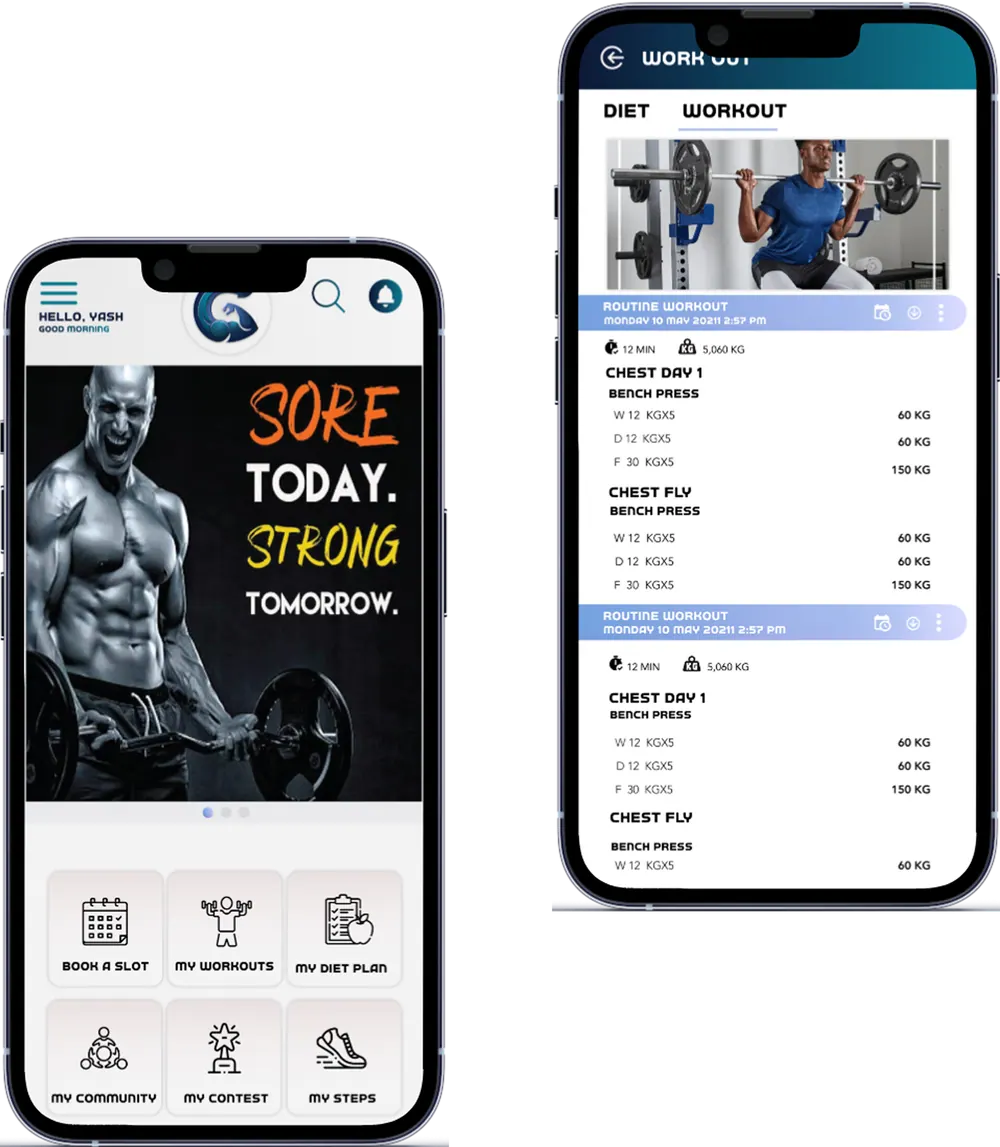 HELLO, YASH
GOOD MORNING
SORE
TODAY.
STRONG
TOMORROW.
BOOK A SLOT
MY WORKOUTS
MY DIET PLAN
MY COMMUNITY
MY CONTEST
MY STEPS
WORK OUT
DIET WORKOUT
ROUTINE WORKOUT
MONDAY 10 MAY 20211 2:57 PM
12 MIN KG 5,060 KG
CHEST DAY 1
BENCH PRESS
W 12 KGX5 60 KG
D 12 KGX5 60 KG
F 30 KGX5 150 KG
CHEST FLY
BENCH PRESS
W 12 KGX5 60 KG
D 12 KGX5 60 KG
F 30 KGX5 150 KG
ROUTINE WORKOUT
MONDAY 10 MAY 20211 2:57 PM
12 MIN KG 5,060 KG
CHEST DAY 1
BENCH PRESS
W 12 KGX5 60 KG
D 12 KGX5 60 KG
F 30 KGX5 150 KG
CHEST FLY
BENCH PRESS
W 12 KGX5 60 KG